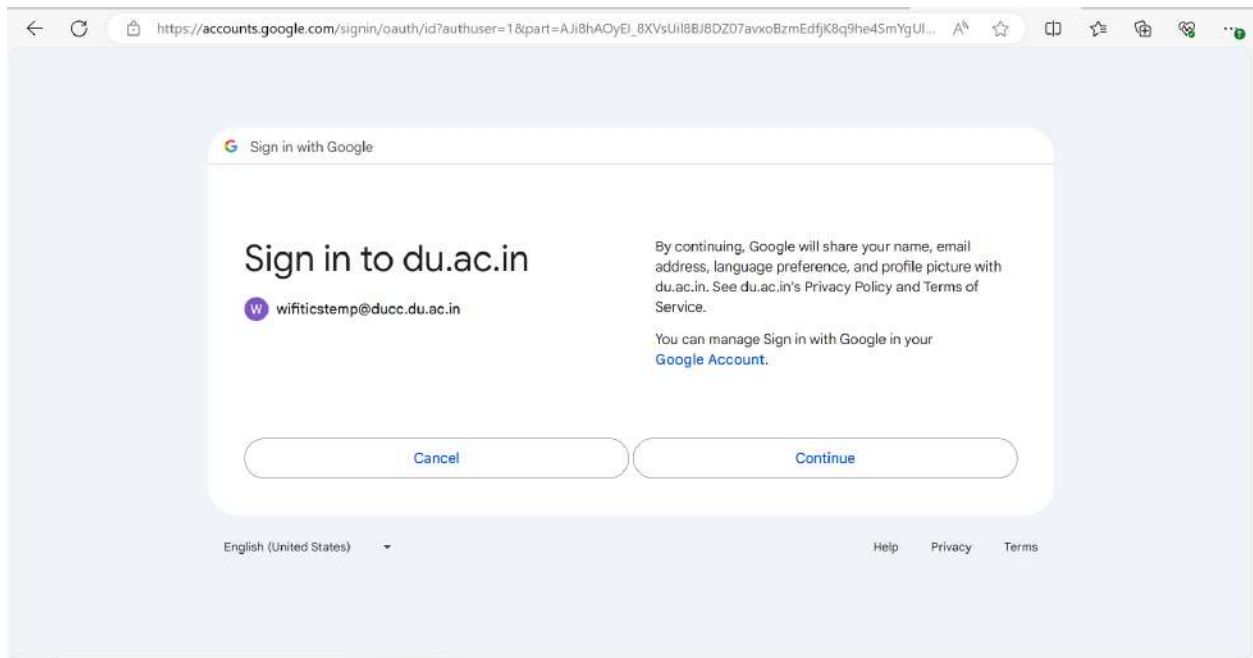 https://accounts.google.com/signin/oauth/id?authuser=1&part=AJi8hAOyEI_8XVsUil8BJ8DZ07avxoBzmEdfjK8q9he4SmYgUl...
G Sign in with Google
Sign in to du.ac.in
W wifiticstemp@ducc.du.ac.in
By continuing, Google will share your name, email
address, language preference, and profile picture with
du.ac.in. See du.ac.in's Privacy Policy and Terms of
Service.
You can manage Sign in with Google in your
Google Account.
Cancel
Continue
English (United States)
Help Privacy Terms